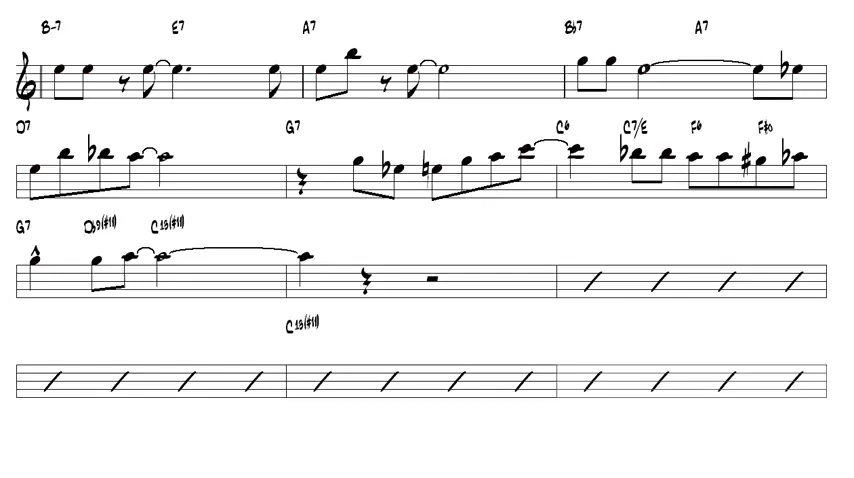 B-7 E7 A7 Bb7 A7
D7 G7 C6 C7/E F6 F#o
G7 Db9(#11) C13(#11)
C13(#11)